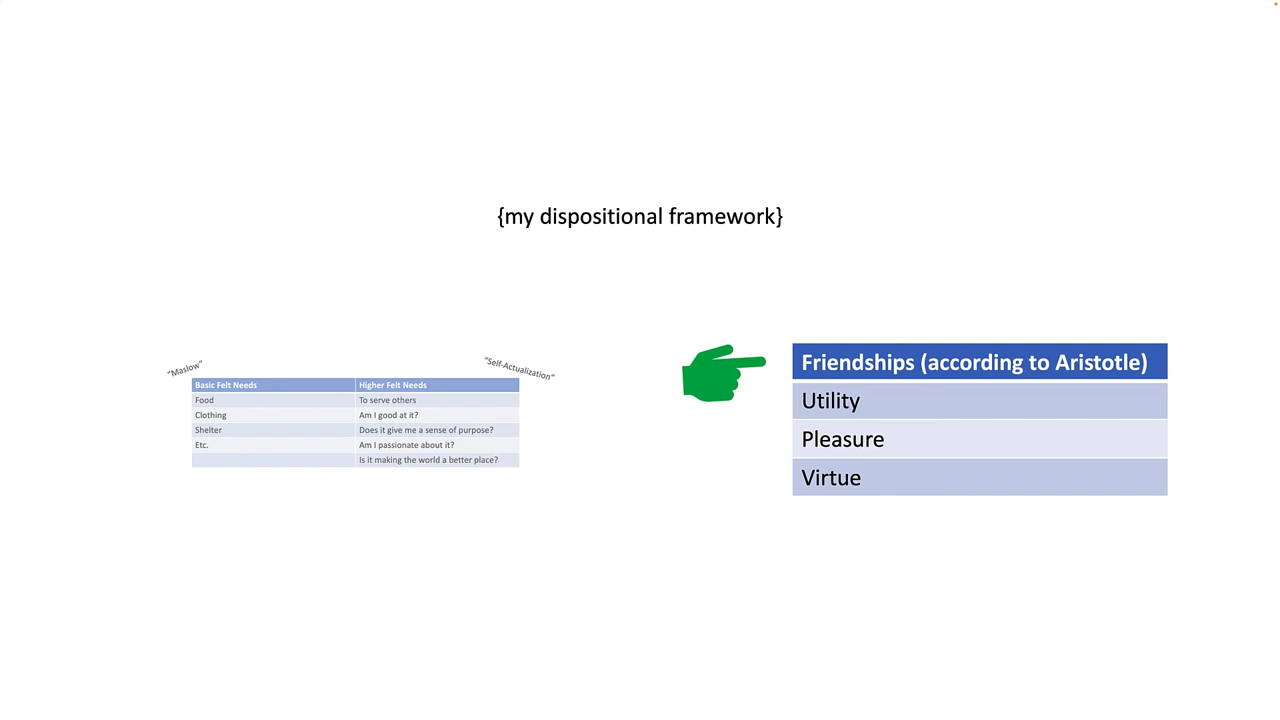 {my dispositional framework}
“Maslow”
“Self-Actualization”
Basic Felt Needs Higher Felt Needs
Food To serve others
Clothing Am I good at it?
Shelter Does it give me a sense of purpose?
Etc. Am I passionate about it?
Is it making the world a better place?
Friendships (according to Aristotle)
Utility
Pleasure
Virtue